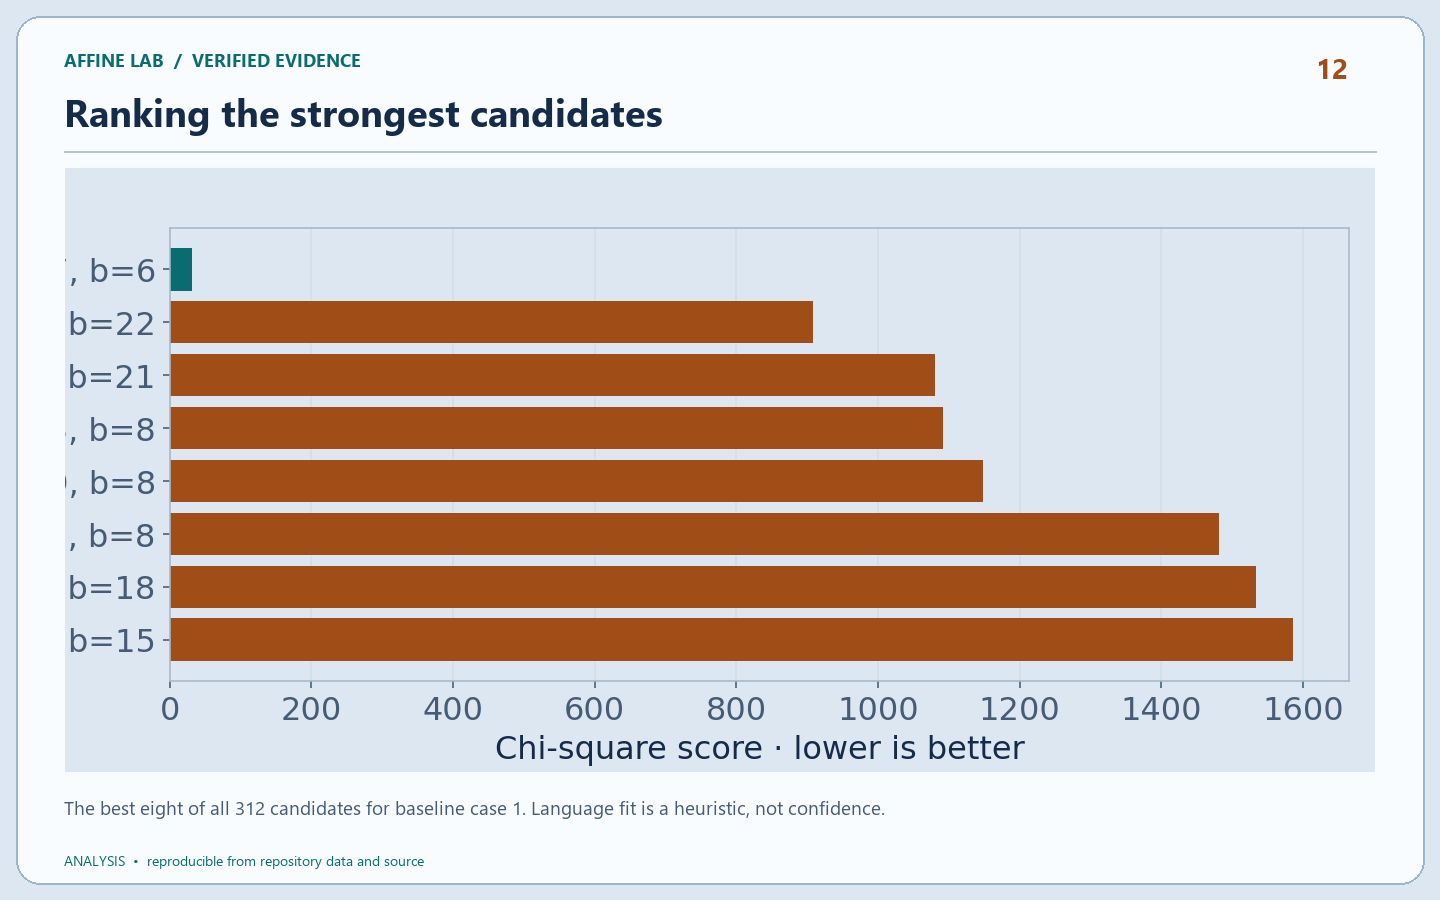 AFFINE LAB / VERIFIED EVIDENCE
12
Ranking the strongest candidates
, b=6
b=22
b=21
, b=8
, b=8
, b=8
b=18
b=15
0 200 400 600 800 1000 1200 1400 1600
Chi-square score · lower is better
The best eight of all 312 candidates for baseline case 1. Language fit is a heuristic, not confidence.
ANALYSIS • reproducible from repository data and source